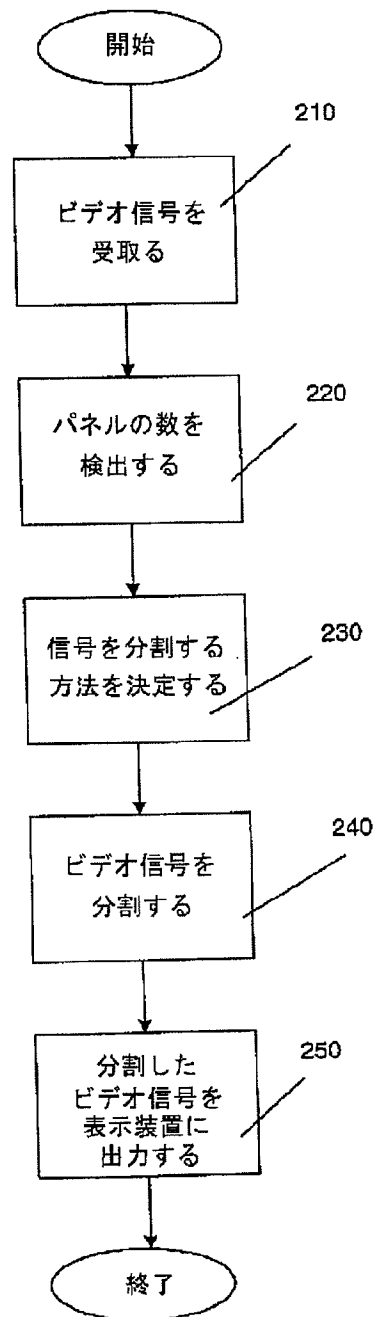 開始
210
ビデオ信号を
受取る
220
パネルの数を
検出する
230
信号を分割する
方法を決定する
240
ビデオ信号を
分割する
250
分割した
ビデオ信号を
表示装置に
出力する
終了